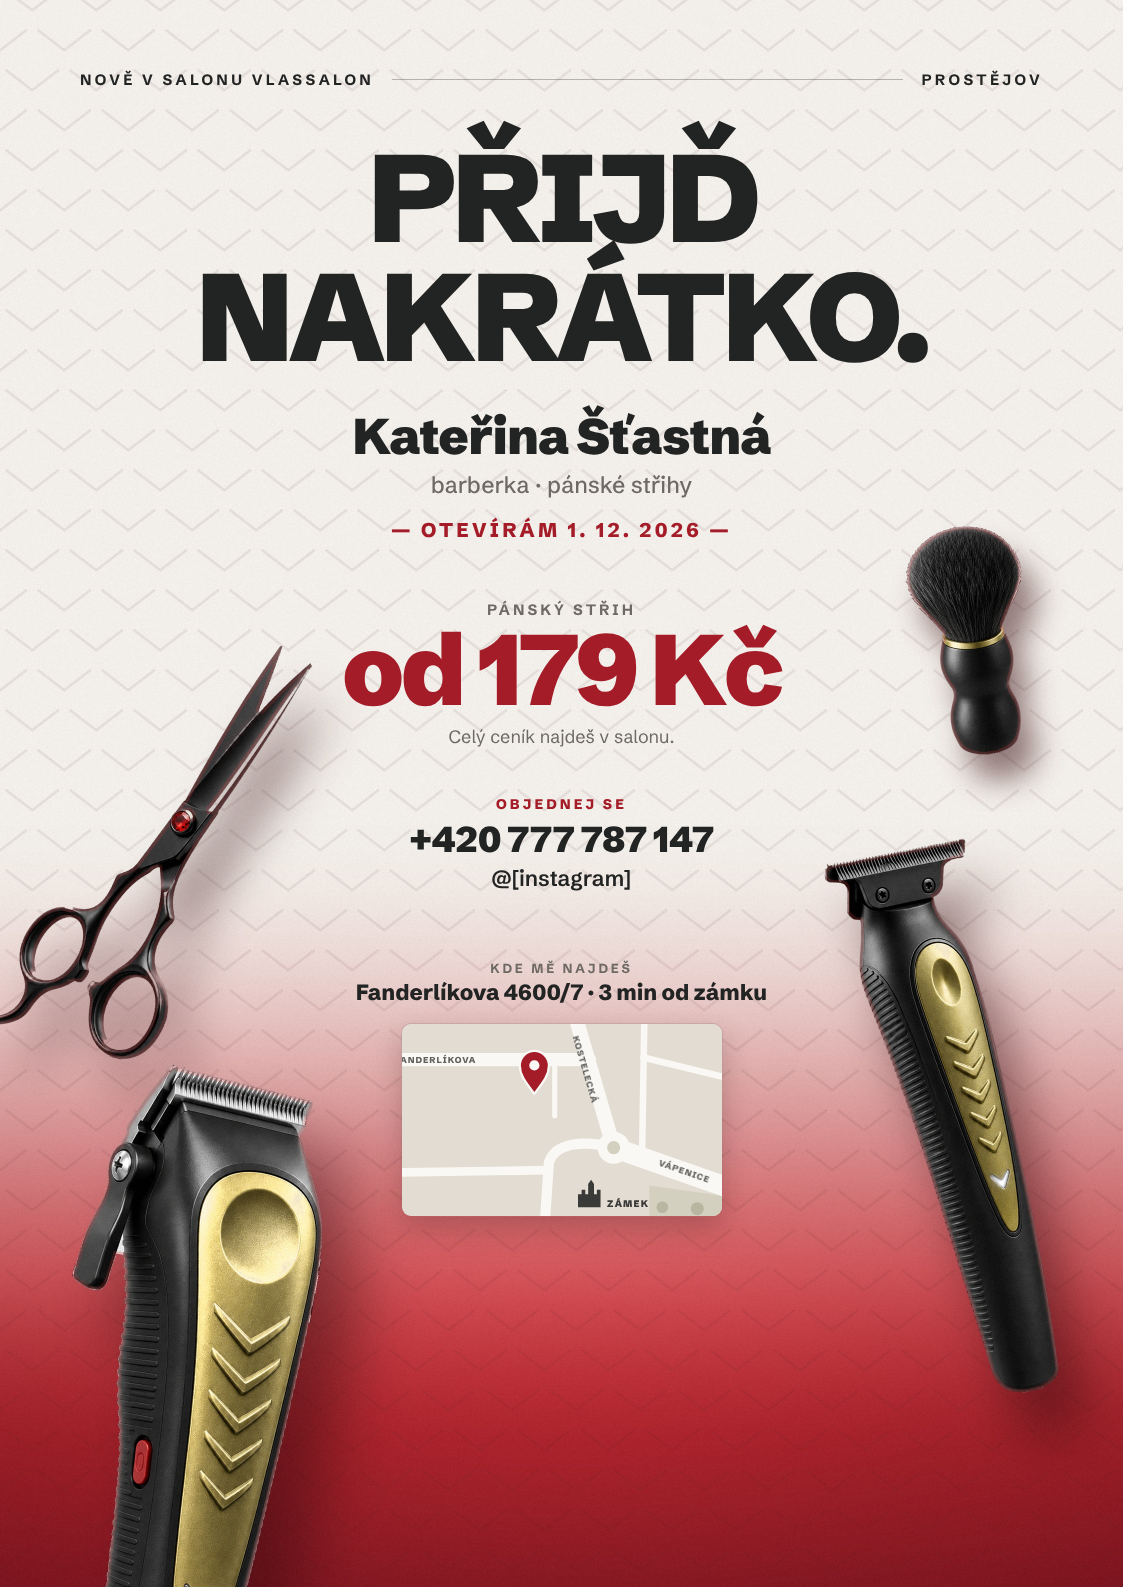 NOVĚ V SALONU VLASSALON
PROSTĚJOV
PŘIJĎ
NAKRÁTKO.
Kateřina Šťastná
barberka · pánské střihy
— OTEVÍRÁM 1. 12. 2026 —
PÁNSKÝ STŘIH
od 179 Kč
Celý ceník najdeš v salonu.
OBJEDNEJ SE
+420 777 787 147
@[instagram]
KDE MĚ NAJDEŠ
Fanderlíkova 4600/7 · 3 min od zámku
ANDERLÍKOVA
KOSTELECKÁ
VÁPENICE
ZÁMEK